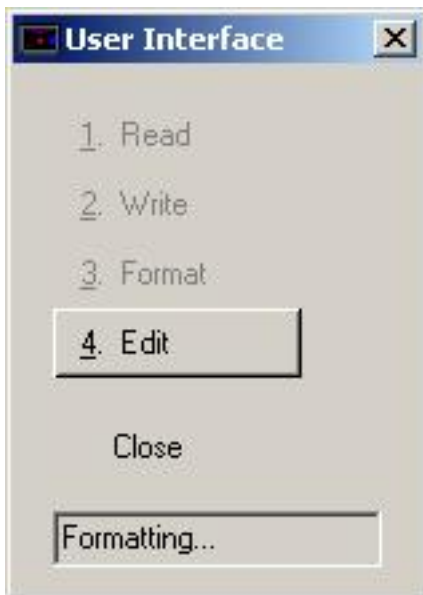 User Interface
1. Read
2. Write
3. Format
4. Edit
Close
Formatting...